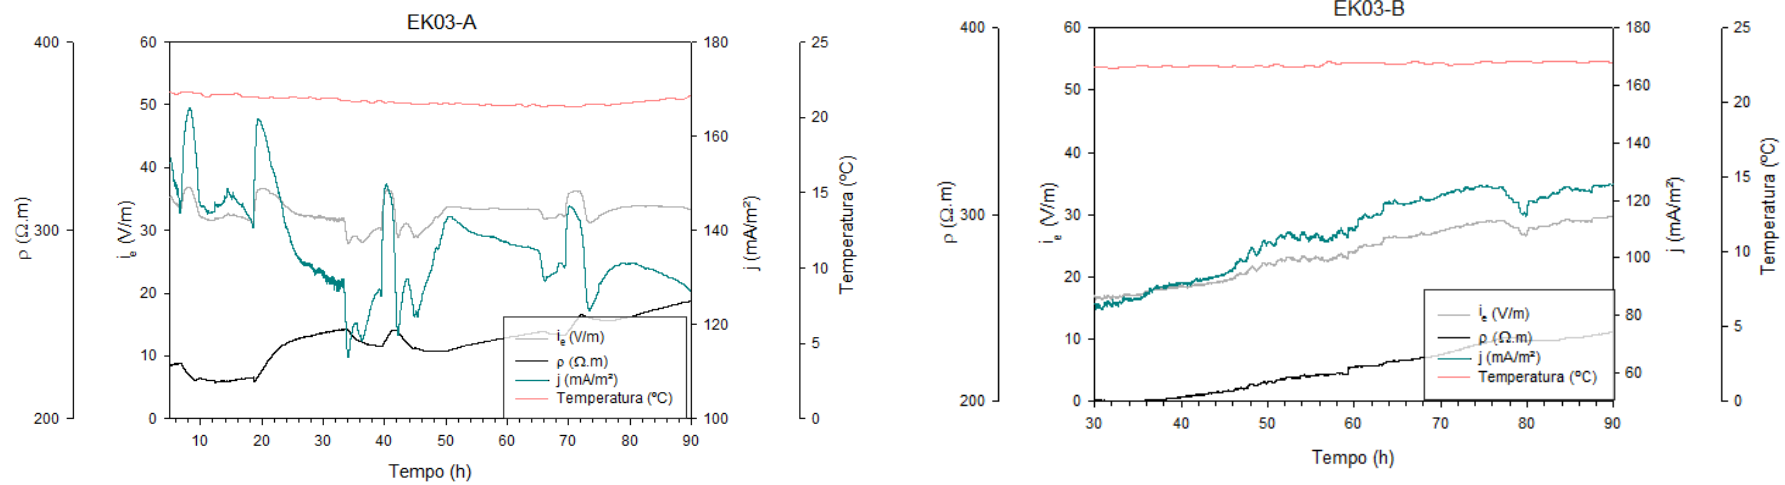 EK03-A
400
300
200
ρ (Ω.m)
60
50
40
30
20
10
0
i_e (V/m)
180
160
140
120
100
j (mA/m²)
25
20
15
10
5
0
Temperatura (ºC)
i_e (V/m)
ρ (Ω.m)
j (mA/m²)
Temperatura (ºC)
10 20 30 40 50 60 70 80 90
Tempo (h)
EK03-B
400
300
200
ρ (Ω.m)
60
50
40
30
20
10
0
i_e (V/m)
180
160
140
120
100
80
60
j (mA/m²)
25
20
15
10
5
0
Temperatura (ºC)
i_e (V/m)
ρ (Ω.m)
j (mA/m²)
Temperatura (ºC)
30 40 50 60 70 80 90
Tempo (h)